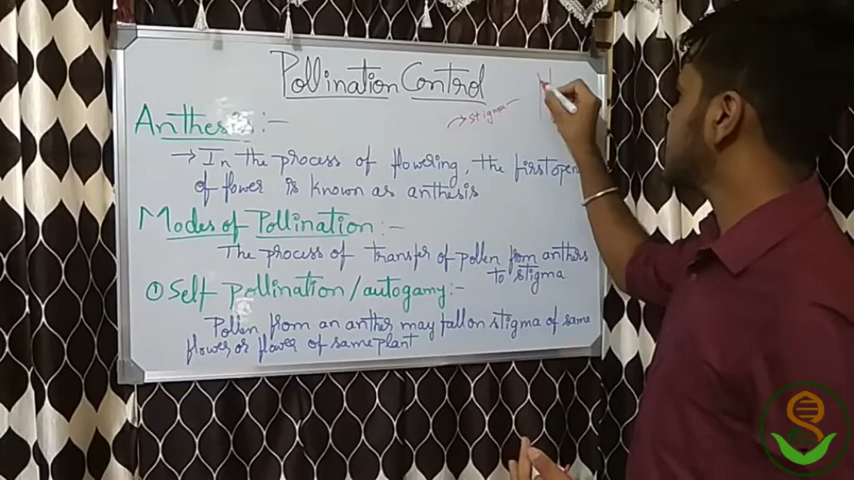 Pollination Control
→ stigma
Anthesis :-
→ In the process of flowering, the first open
of flower is known as anthesis
Modes of Pollination :-
The process of transfer of pollen from anthers
to stigma
① Self pollination/autogamy:-
Pollen from an anther may fall on stigma of same
flower or flower of same plant